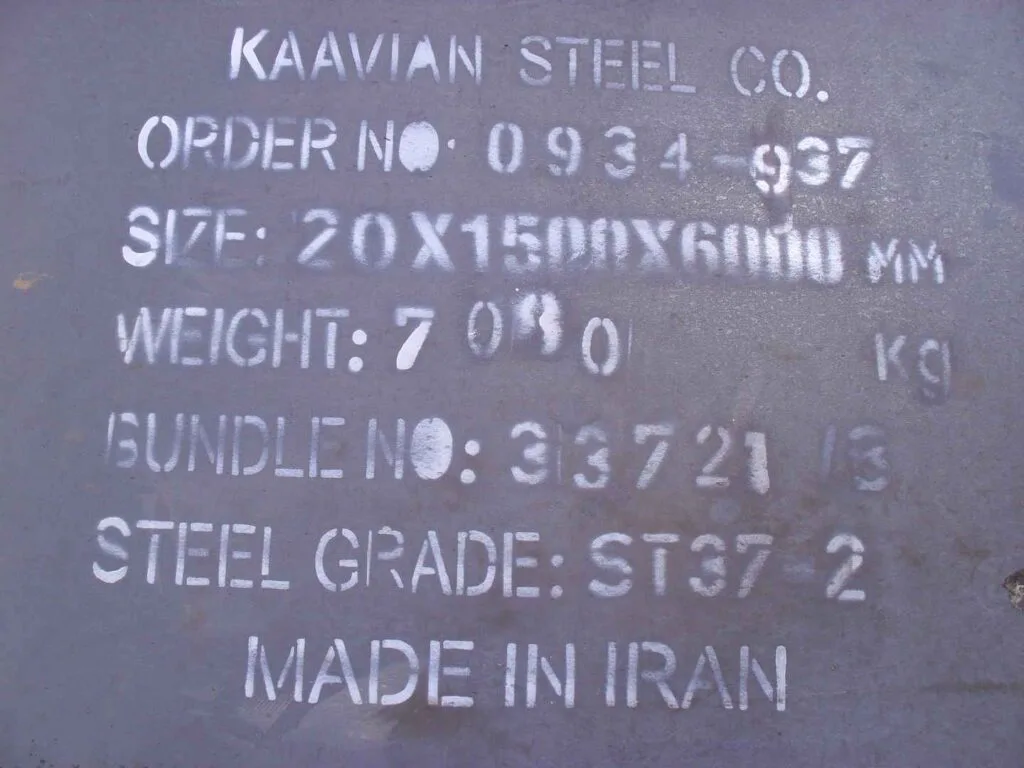 KAAVIAN STEEL CO.
ORDER NO: 0934-937
SIZE: 20X1500X6000 MM
WEIGHT: Kg
BUNDLE NO: 33721
STEEL GRADE: ST37-2
MADE IN IRAN